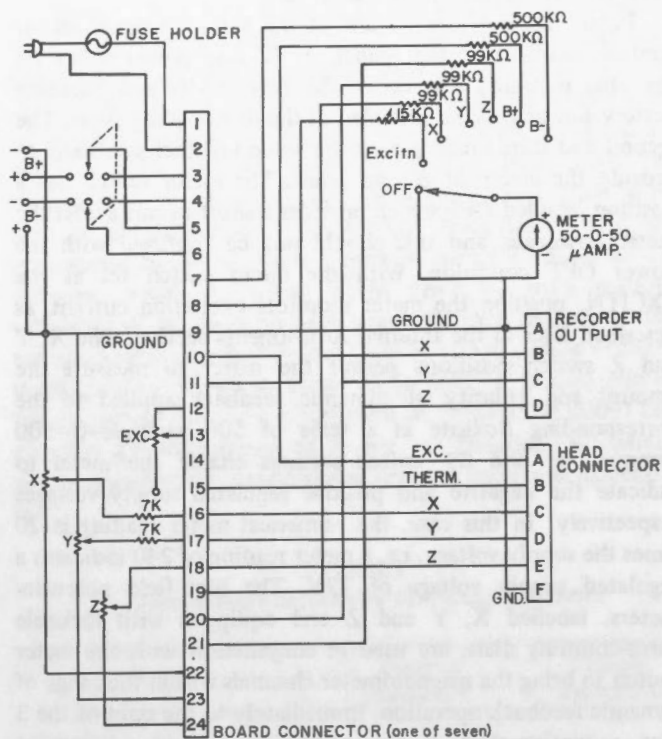 FUSE HOLDER
500KΩ
500KΩ
99KΩ
99KΩ
99KΩ
415KΩ
X
Y
Z
B+
B-
Excitn
OFF
+
METER
50-0-50
μAMP
-
B+
+
-
B-
+
1
2
3
4
5
6
7
8
9
10
11
12
13
14
15
16
17
18
19
20
21
22
23
24
GROUND
GROUND
X
Y
Z
A
B
C
D
RECORDER
OUTPUT
EXC
EXC.
THERM.
X
Y
Z
GND
A
B
C
D
E
F
HEAD
CONNECTOR
X
7K
7K
Y
Z
BOARD CONNECTOR (one of seven)